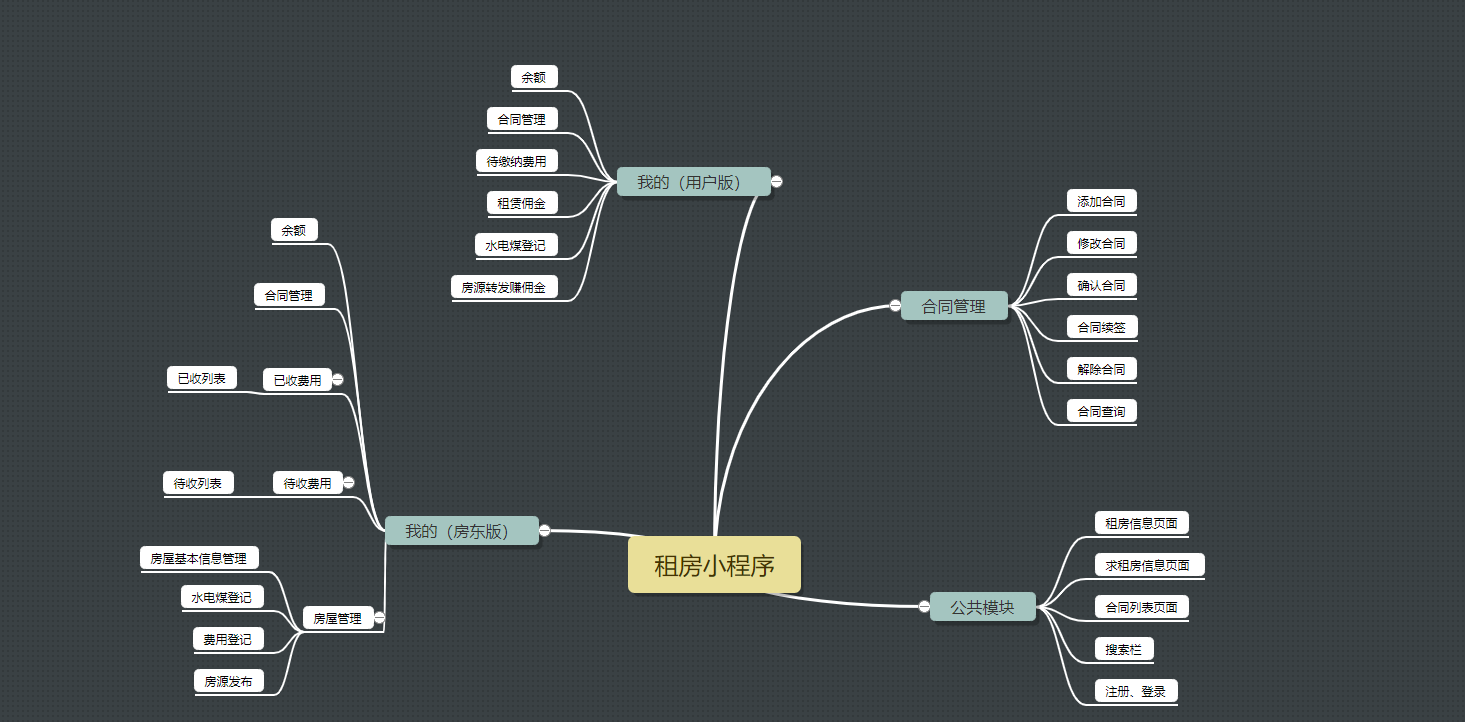 租房小程序
我的（用户版）
余额
合同管理
待缴纳费用
租赁佣金
水电煤登记
房源转发赚佣金
合同管理
添加合同
修改合同
确认合同
合同续签
解除合同
合同查询
我的（房东版）
余额
合同管理
已收费用
已收列表
待收费用
待收列表
房屋管理
房屋基本信息管理
水电煤登记
费用登记
房源发布
公共模块
租房信息页面
求租房信息页面
合同列表页面
搜索栏
注册、登录